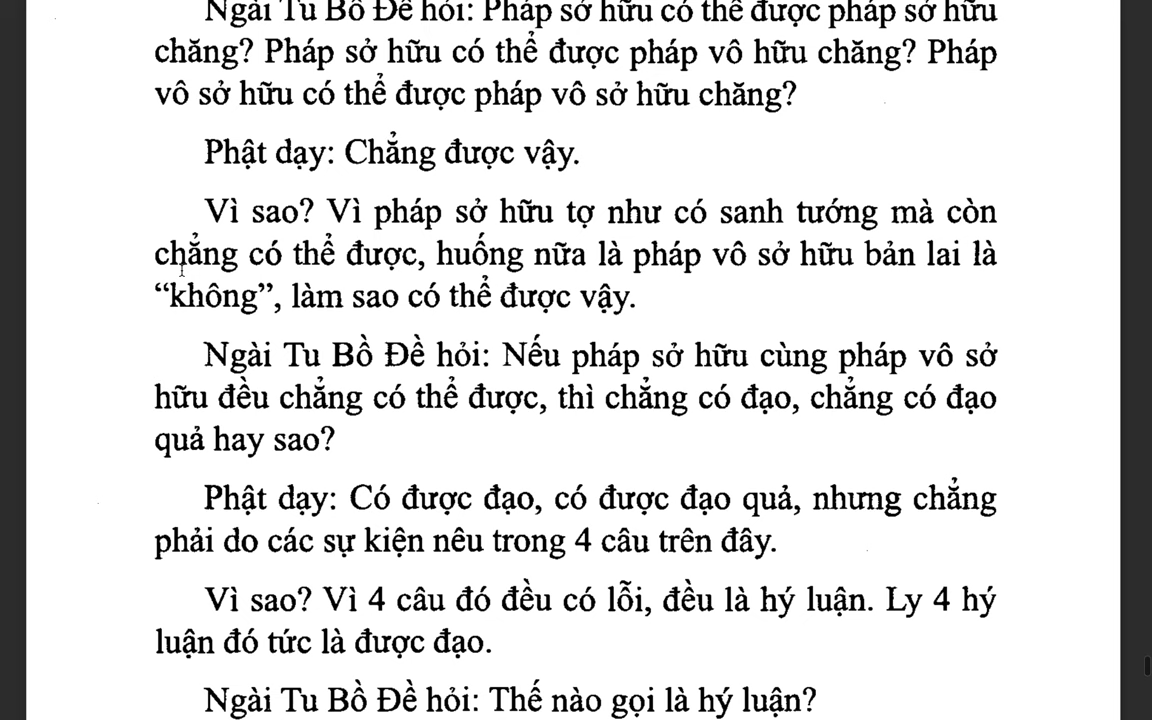 Ngài Tu Bồ Đề hỏi: Pháp sở hữu có thể được pháp sở hữu
chăng? Pháp sở hữu có thể được pháp vô hữu chăng? Pháp
vô sở hữu có thể được pháp vô sở hữu chăng?
Phật dạy: Chẳng được vậy.
Vì sao? Vì pháp sở hữu tợ như có sanh tướng mà còn
chẳng có thể được, huống nữa là pháp vô sở hữu bản lai là
“không”, làm sao có thể được vậy.
Ngài Tu Bồ Đề hỏi: Nếu pháp sở hữu cùng pháp vô sở
hữu đều chẳng có thể được, thì chẳng có đạo, chẳng có đạo
quả hay sao?
Phật dạy: Có được đạo, có được đạo quả, nhưng chẳng
phải do các sự kiện nêu trong 4 câu trên đây.
Vì sao? Vì 4 câu đó đều có lỗi, đều là hý luận. Ly 4 hý
luận đó tức là được đạo.
Ngài Tu Bồ Đề hỏi: Thế nào gọi là hý luận?